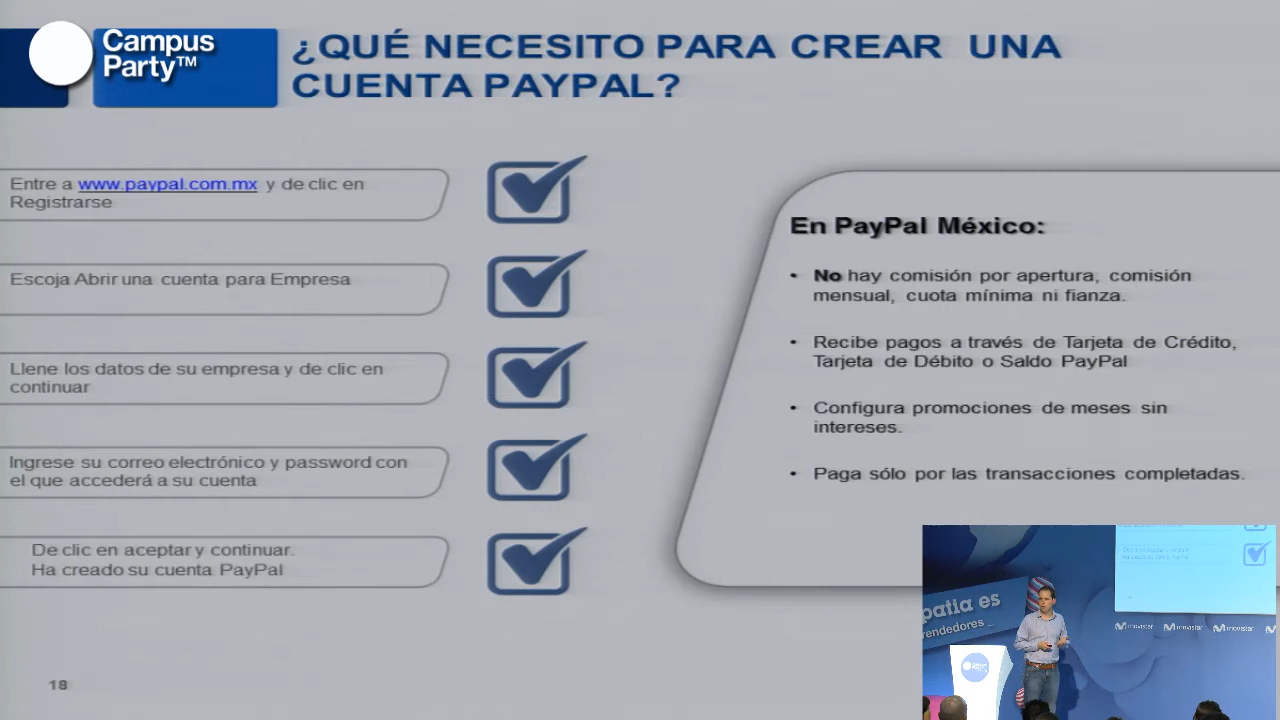 Campus
Party™
¿QUÉ NECESITO PARA CREAR UNA
CUENTA PAYPAL?
Entre a www.paypal.com.mx y de clic en
Registrarse
Escoja Abrir una cuenta para Empresa
Llene los datos de su empresa y de clic en
continuar
Ingrese su correo electrónico y password con
el que accederá a su cuenta
De clic en aceptar y continuar.
Ha creado su cuenta PayPal
En PayPal México:
• No hay comisión por apertura, comisión
mensual, cuota mínima ni fianza.
• Recibe pagos a través de Tarjeta de Crédito,
Tarjeta de Débito o Saldo PayPal
• Configura promociones de meses sin
intereses.
• Paga sólo por las transacciones completadas.
18
patia es
rendedores
movistar movistar movistar